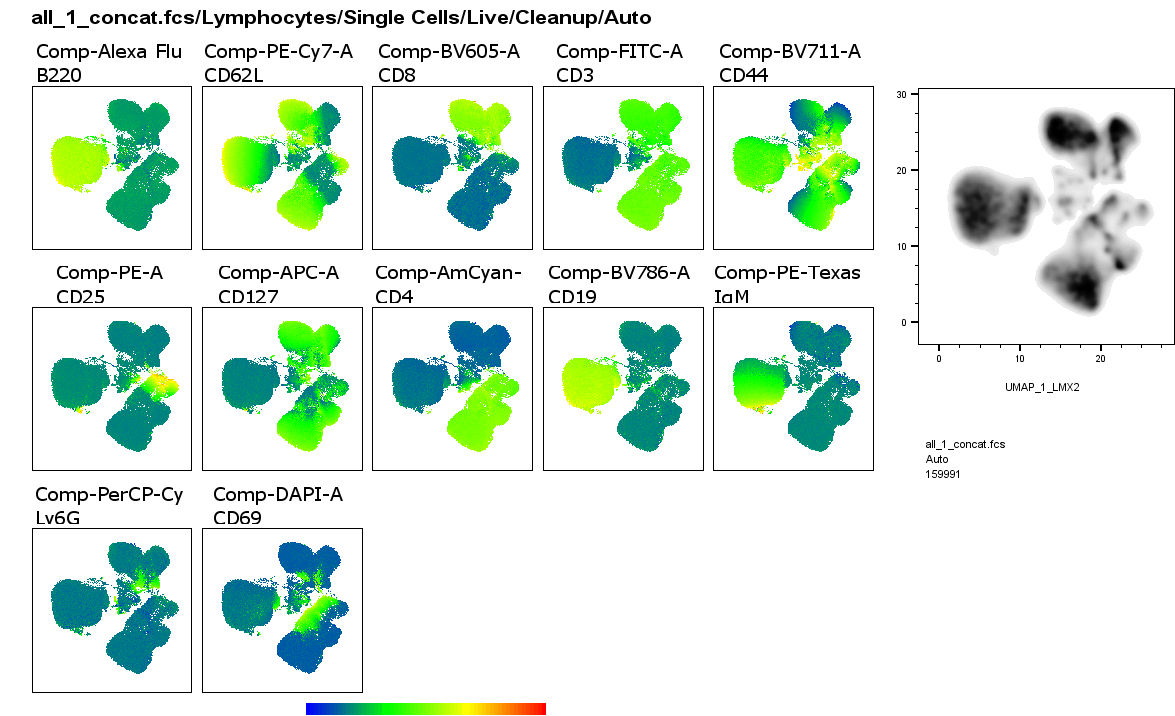 all_1_concat.fcs/Lymphocytes/Single Cells/Live/Cleanup/Auto
Comp-Alexa Flu
B220
Comp-PE-Cy7-A
CD62L
Comp-BV605-A
CD8
Comp-FITC-A
CD3
Comp-BV711-A
CD44
30
20
10
0
0
10
20
UMAP_1_LMX2
all_1_concat.fcs
Auto
159991
Comp-PE-A
CD25
Comp-APC-A
CD127
Comp-AmCyan-
CD4
Comp-BV786-A
CD19
Comp-PE-Texas
IgM
Comp-PerCP-Cy
Ly6G
Comp-DAPI-A
CD69